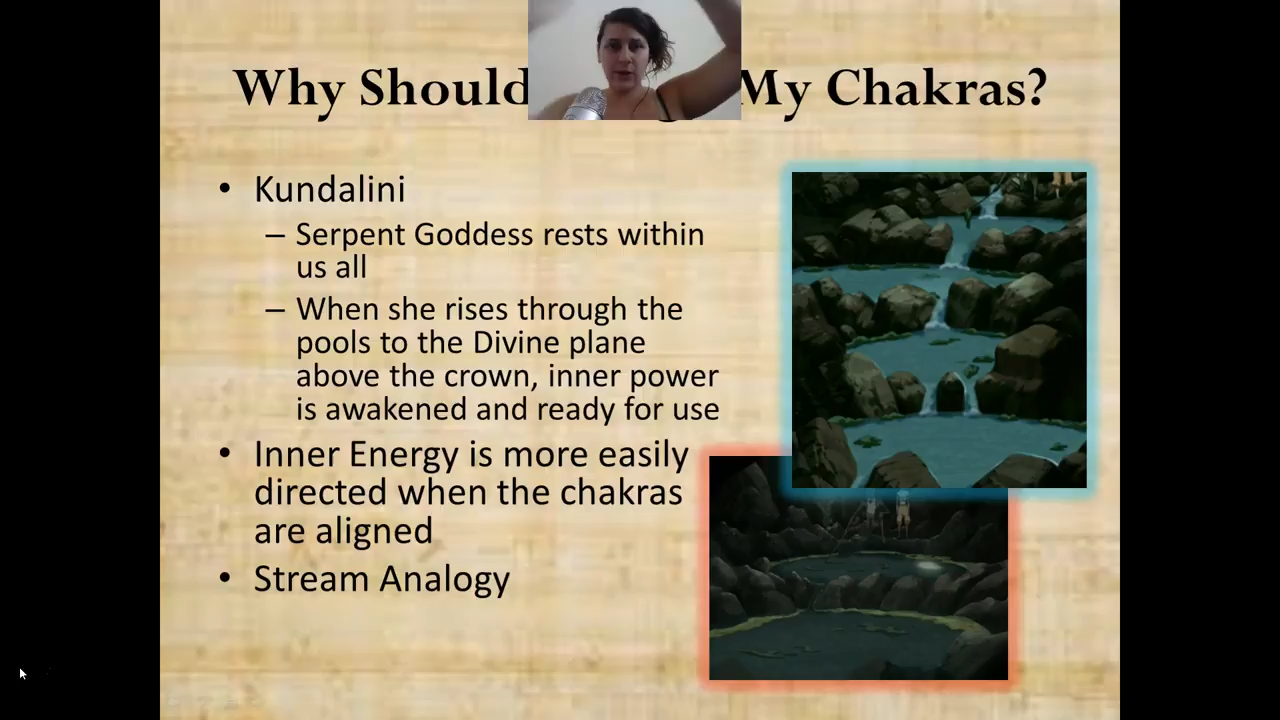 Why Should My Chakras?
• Kundalini
– Serpent Goddess rests within
us all
– When she rises through the
pools to the Divine plane
above the crown, inner power
is awakened and ready for use
• Inner Energy is more easily
directed when the chakras
are aligned
• Stream Analogy